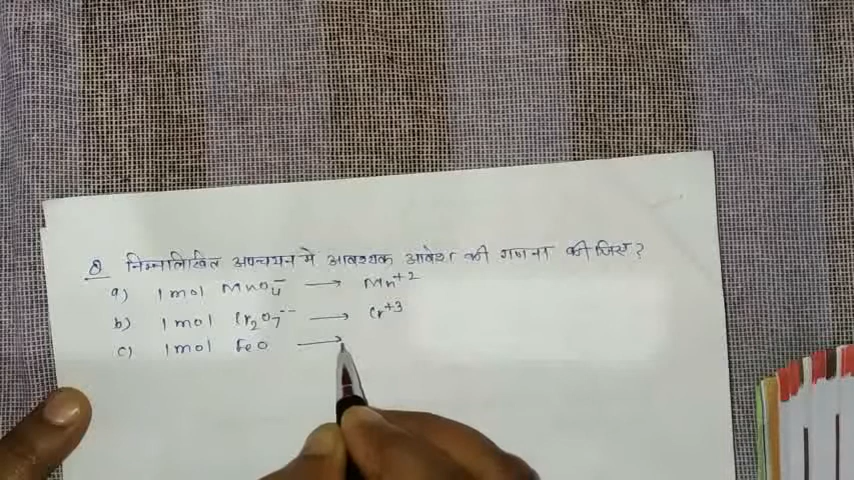 Q निम्नलिखित अपचयन मे आवश्यक आवेश की गणना कीजिए?
a) 1 mol MnO₄⁻ ⟶ Mn⁺²
b) 1 mol Cr₂O₇⁻⁻ ⟶ Cr⁺³
c) 1 mol FeO ⟶